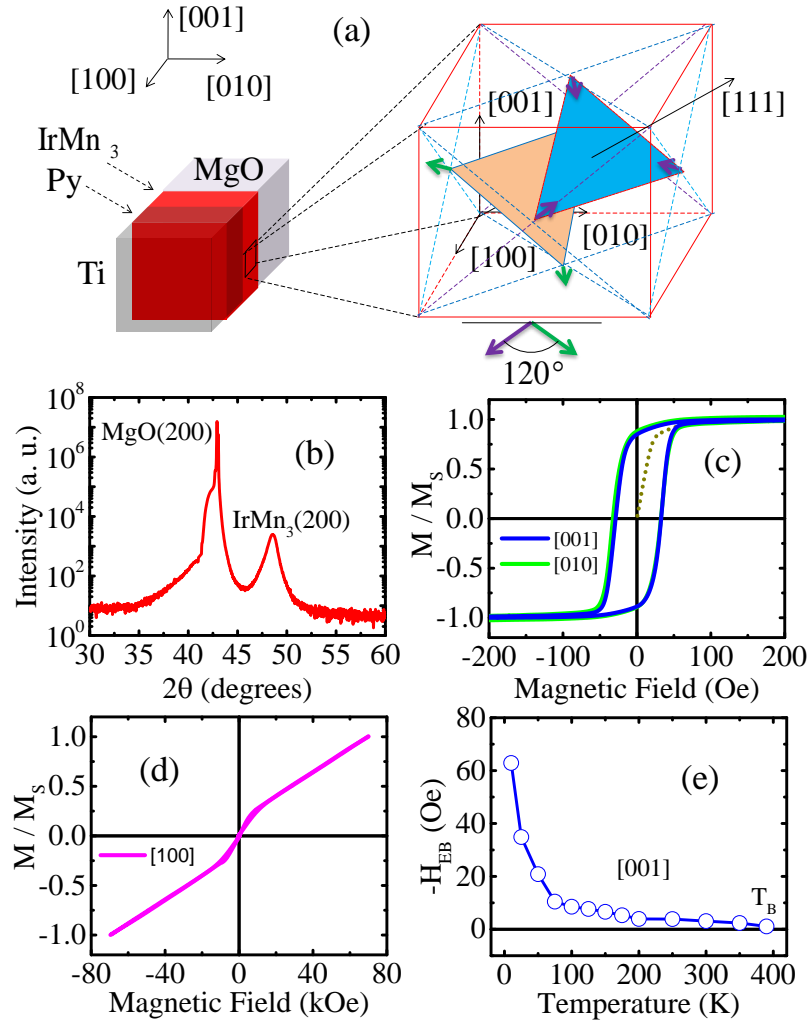 (a)
[001]
[100]
[010]
IrMn3
Py
MgO
Ti
[001]
[111]
[100]
[010]
120°
(b)
10^8
10^6
10^4
10^2
10^0
Intensity (a. u.)
MgO(200)
IrMn3(200)
30 35 40 45 50 55 60
2θ (degrees)
(c)
1.0
0.5
0.0
-0.5
-1.0
M / MS
[001]
[010]
-200 -100 0 100 200
Magnetic Field (Oe)
(d)
1.0
0.5
0.0
-0.5
-1.0
M / MS
[100]
-80 -40 0 40 80
Magnetic Field (kOe)
(e)
80
60
40
20
0
-HEB (Oe)
[001]
TB
0 100 200 300 400
Temperature (K)